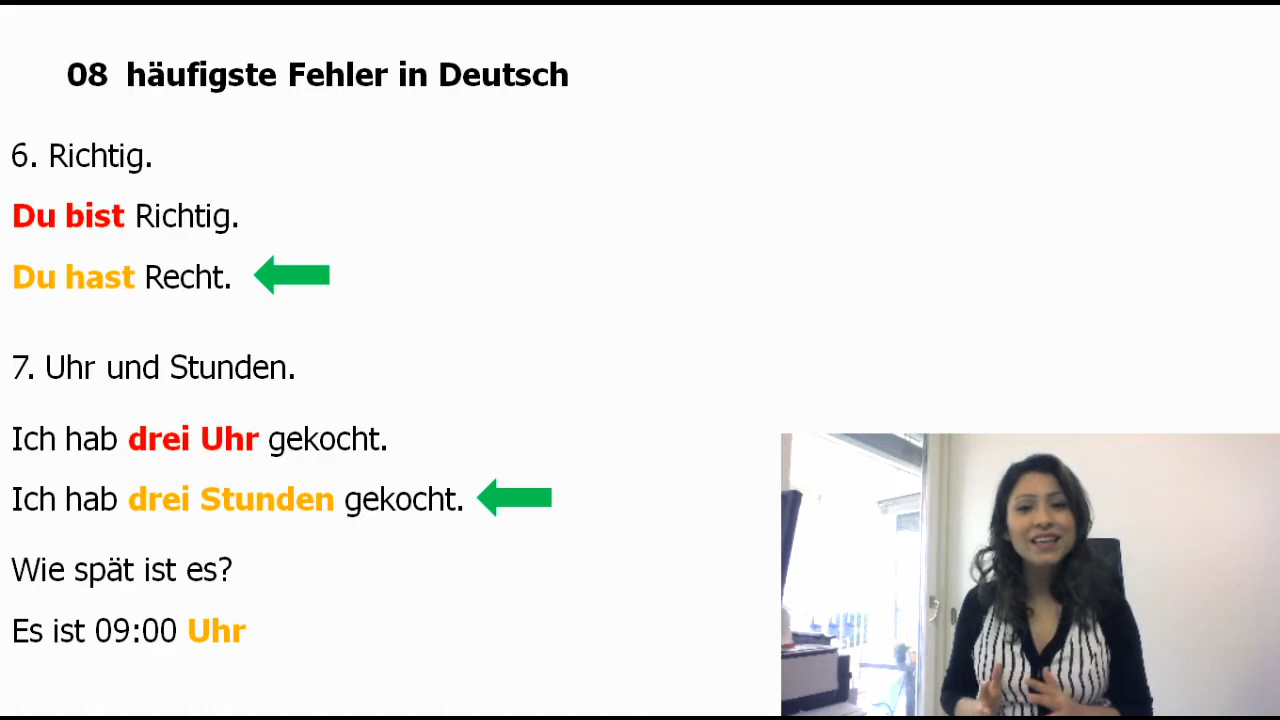 08 häufigste Fehler in Deutsch
6. Richtig.
Du bist Richtig.
Du hast Recht.
7. Uhr und Stunden.
Ich hab drei Uhr gekocht.
Ich hab drei Stunden gekocht.
Wie spät ist es?
Es ist 09:00 Uhr